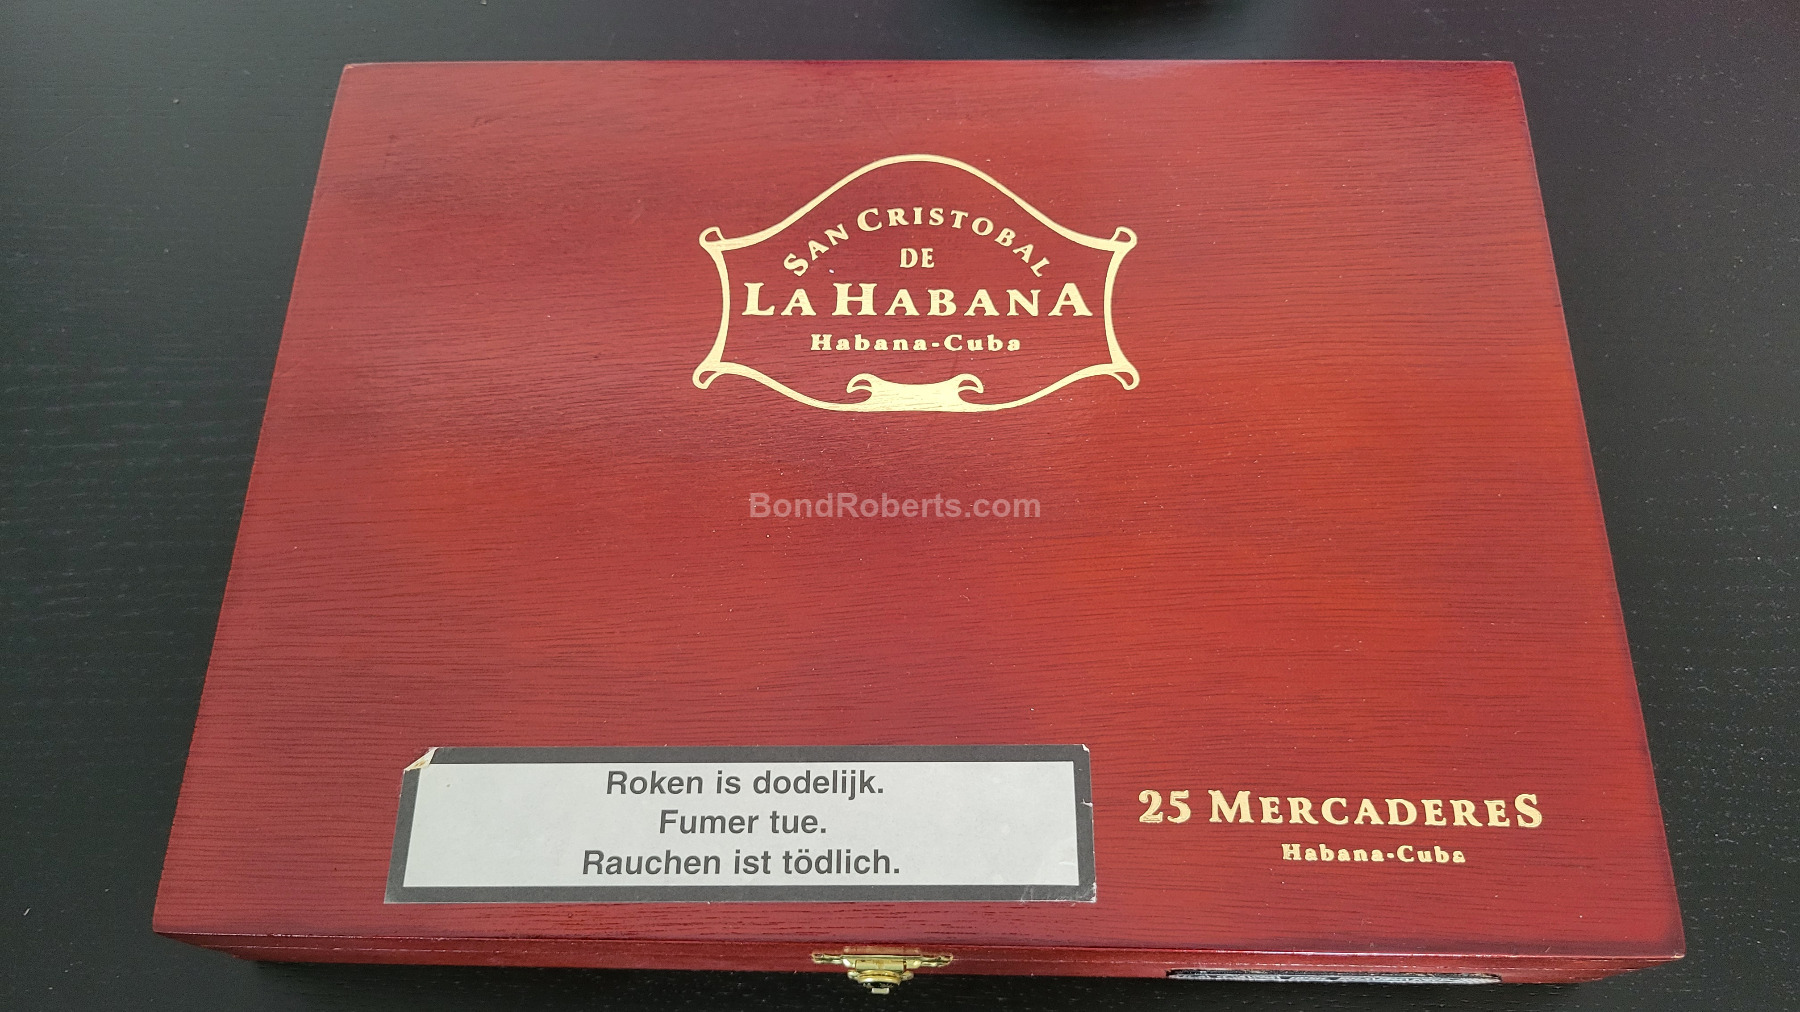 SAN CRISTOBAL
DE
LA HABANA
Habana-Cuba
BondRoberts.com
Roken is dodelijk.
Fumer tue.
Rauchen ist tödlich.
25 MERCADERES
Habana-Cuba